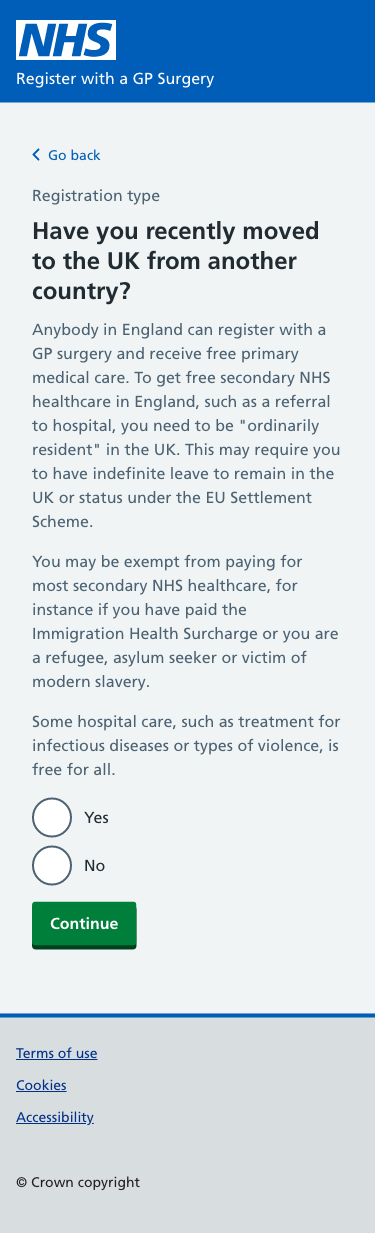 NHS
Register with a GP Surgery
Go back
Registration type
Have you recently moved
to the UK from another
country?
Anybody in England can register with a
GP surgery and receive free primary
medical care. To get free secondary NHS
healthcare in England, such as a referral
to hospital, you need to be "ordinarily
resident" in the UK. This may require you
to have indefinite leave to remain in the
UK or status under the EU Settlement
Scheme.
You may be exempt from paying for
most secondary NHS healthcare, for
instance if you have paid the
Immigration Health Surcharge or you are
a refugee, asylum seeker or victim of
modern slavery.
Some hospital care, such as treatment for
infectious diseases or types of violence, is
free for all.
Yes
No
Continue
Terms of use
Cookies
Accessibility
© Crown copyright